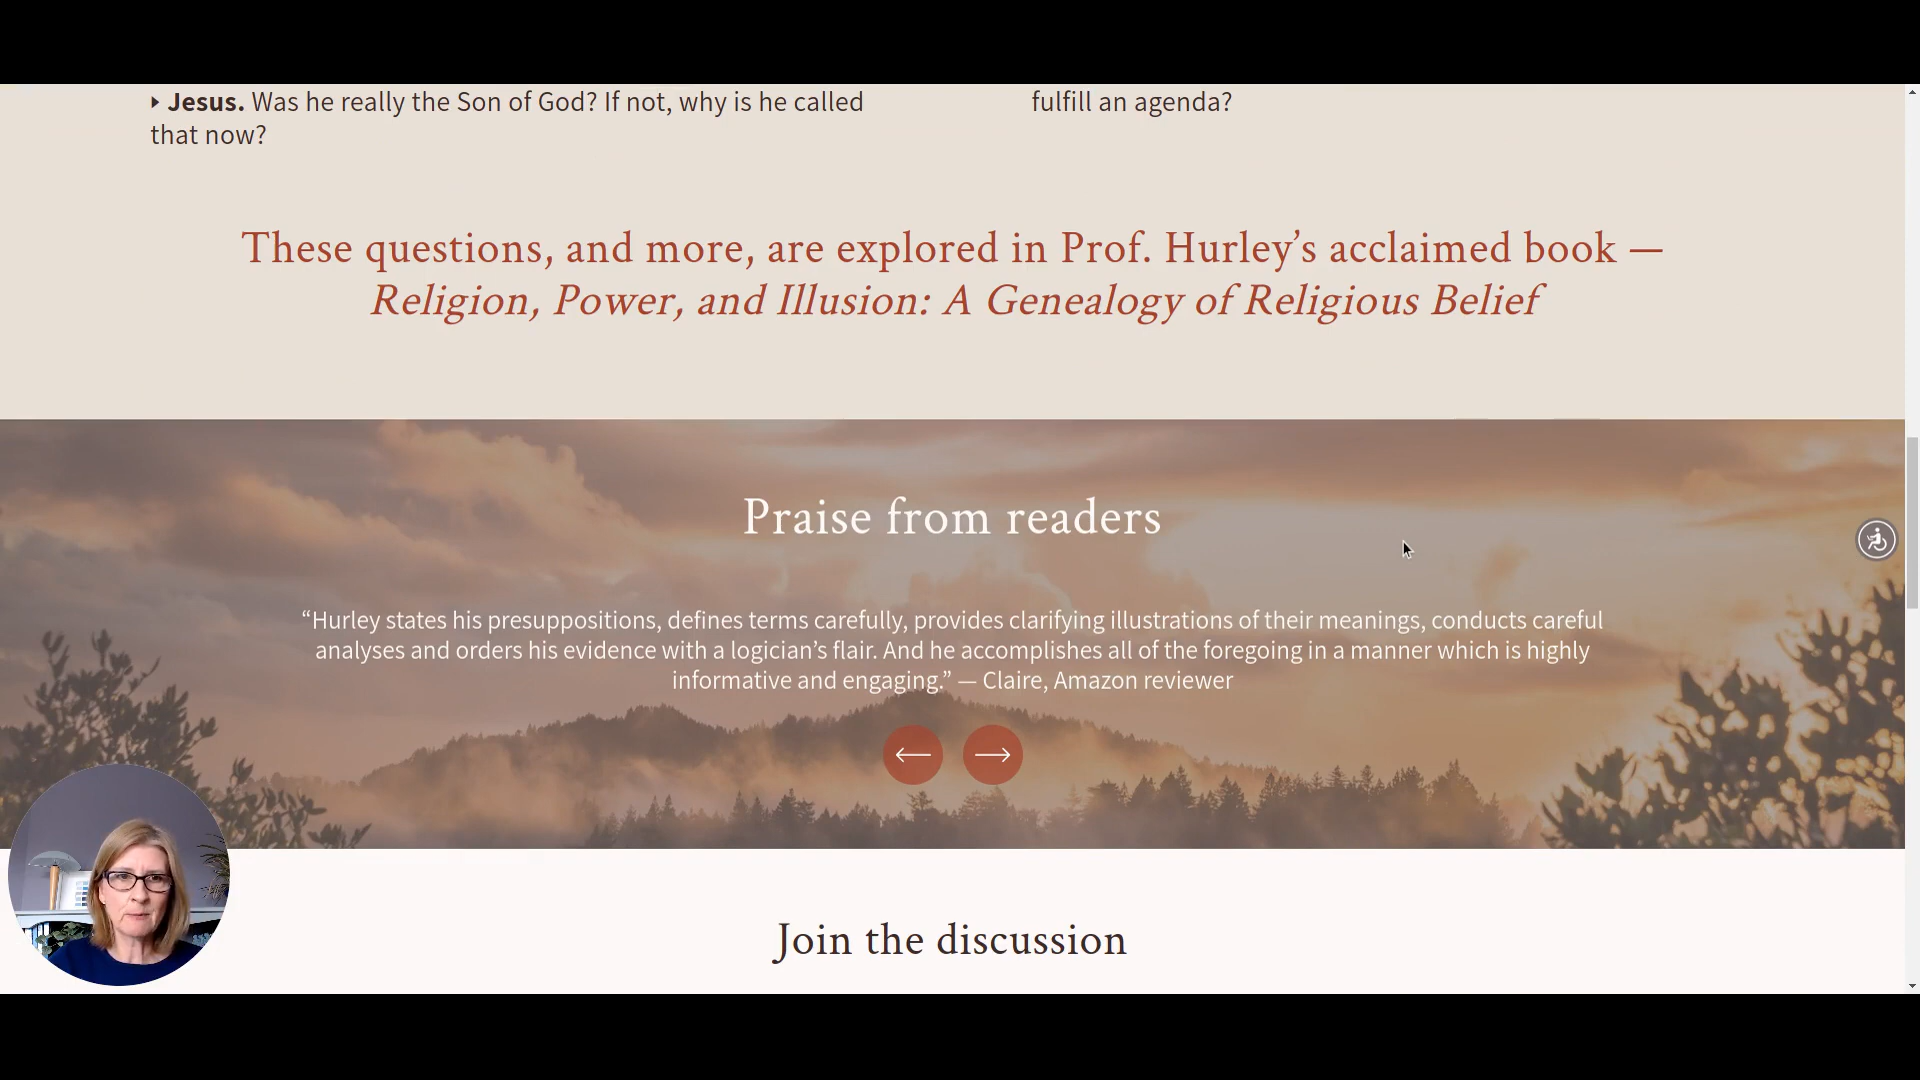 ▸ Jesus. Was he really the Son of God? If not, why is he called
that now?
fulfill an agenda?
These questions, and more, are explored in Prof. Hurley’s acclaimed book —
Religion, Power, and Illusion: A Genealogy of Religious Belief
Praise from readers
“Hurley states his presuppositions, defines terms carefully, provides clarifying illustrations of their meanings, conducts careful
analyses and orders his evidence with a logician’s flair. And he accomplishes all of the foregoing in a manner which is highly
informative and engaging.” — Claire, Amazon reviewer
Join the discussion